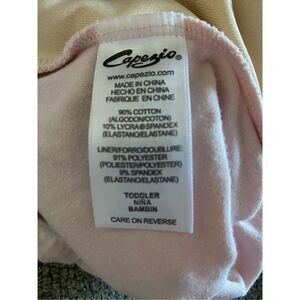 Capezio®
www.capezio.com
MADE IN CHINA
HECHO EN CHINA
FABRIQUE EN CHINE
90% COTTON
(ALGODON/COTON)
10% LYCRA®SPANDEX
(ELASTANO/ELASTANE)
LINER/FORRO/DOUBLURE:
91% POLYESTER
(POLIESTER/POLYESTER)
9% SPANDEX
(ELASTANO/ELASTANE)
TODDLER
NIÑA
BAMBIN
CARE ON REVERSE